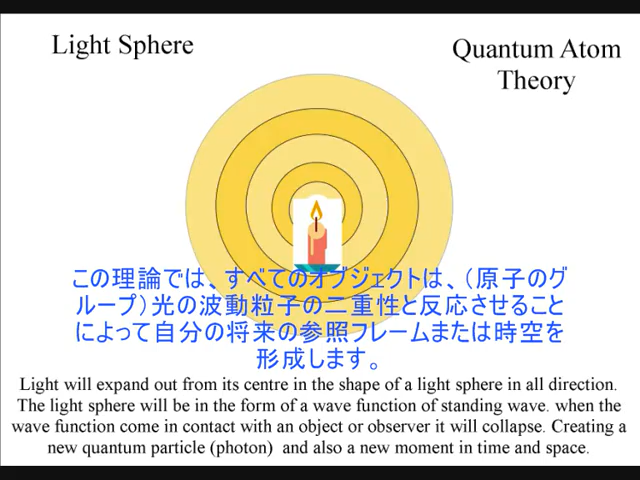 Light Sphere
Quantum Atom
Theory
この理論では、すべてのオブジェクトは、（原子のグ
ループ）光の波動粒子の二重性と反応させること
によって自分の将来の参照フレームまたは時空を
形成します。
Light will expand out from its centre in the shape of a light sphere in all direction.
The light sphere will be in the form of a wave function of standing wave. when the
wave function come in contact with an object or observer it will collapse. Creating a
new quantum particle (photon) and also a new moment in time and space.